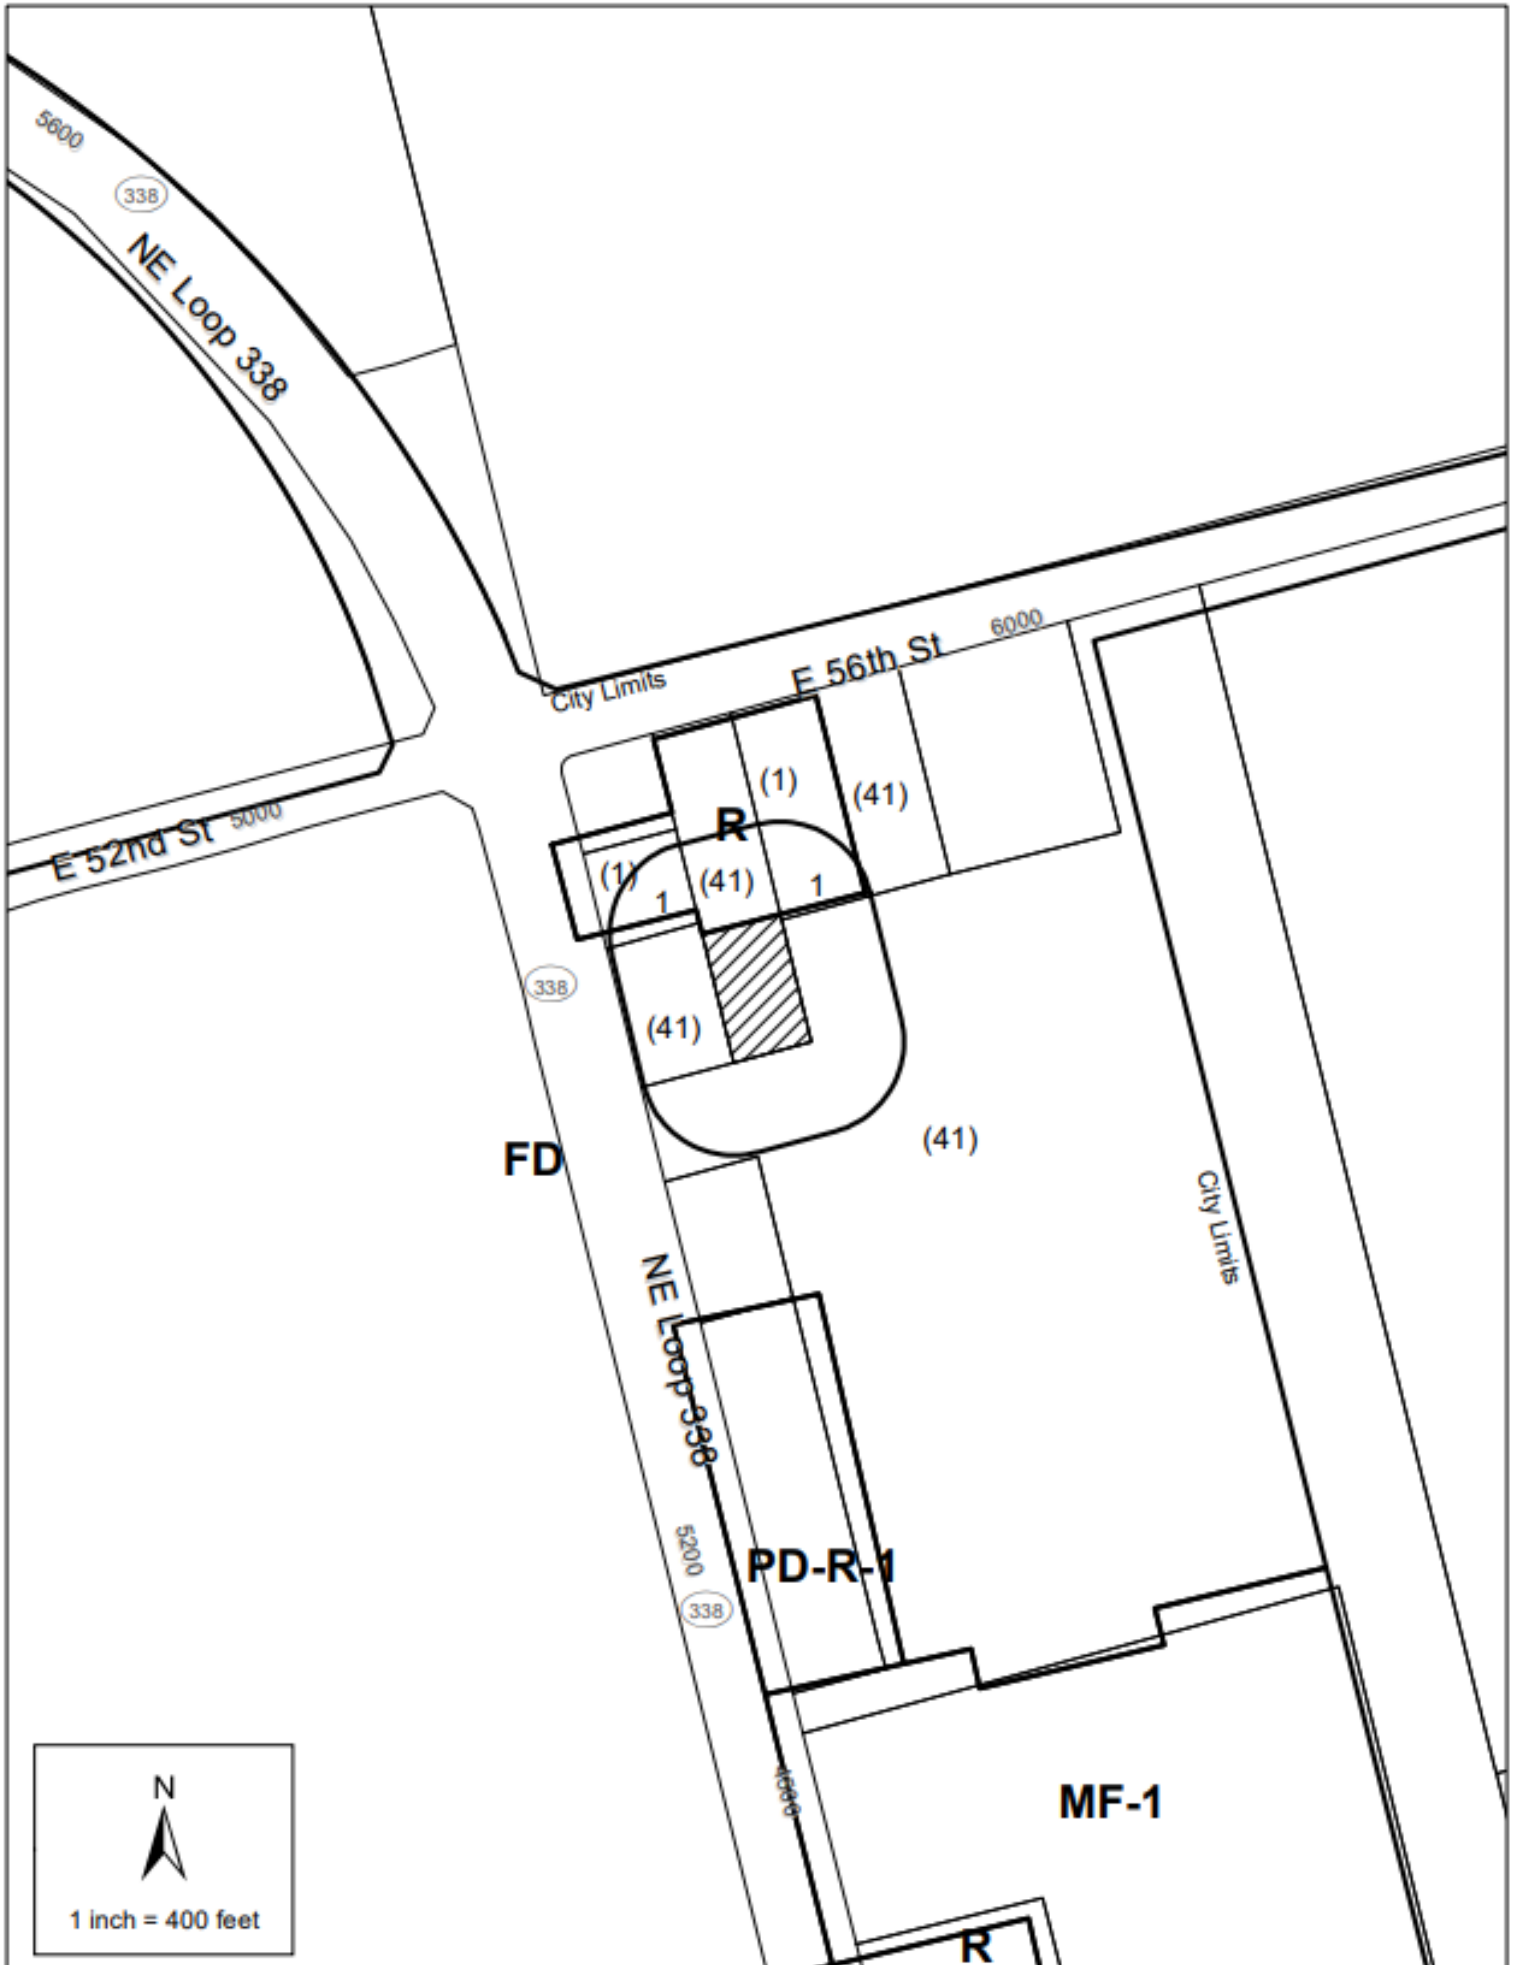 5600
338
NE Loop 338
6000
E 56th St
City Limits
(1)
(41)
R
5000
E 52nd St
(1)
1
(41)
1
338
(41)
FD
(41)
City Limits
NE Loop 338
5200
PD-R-1
338
4600
MF-1
N
1 inch = 400 feet
R